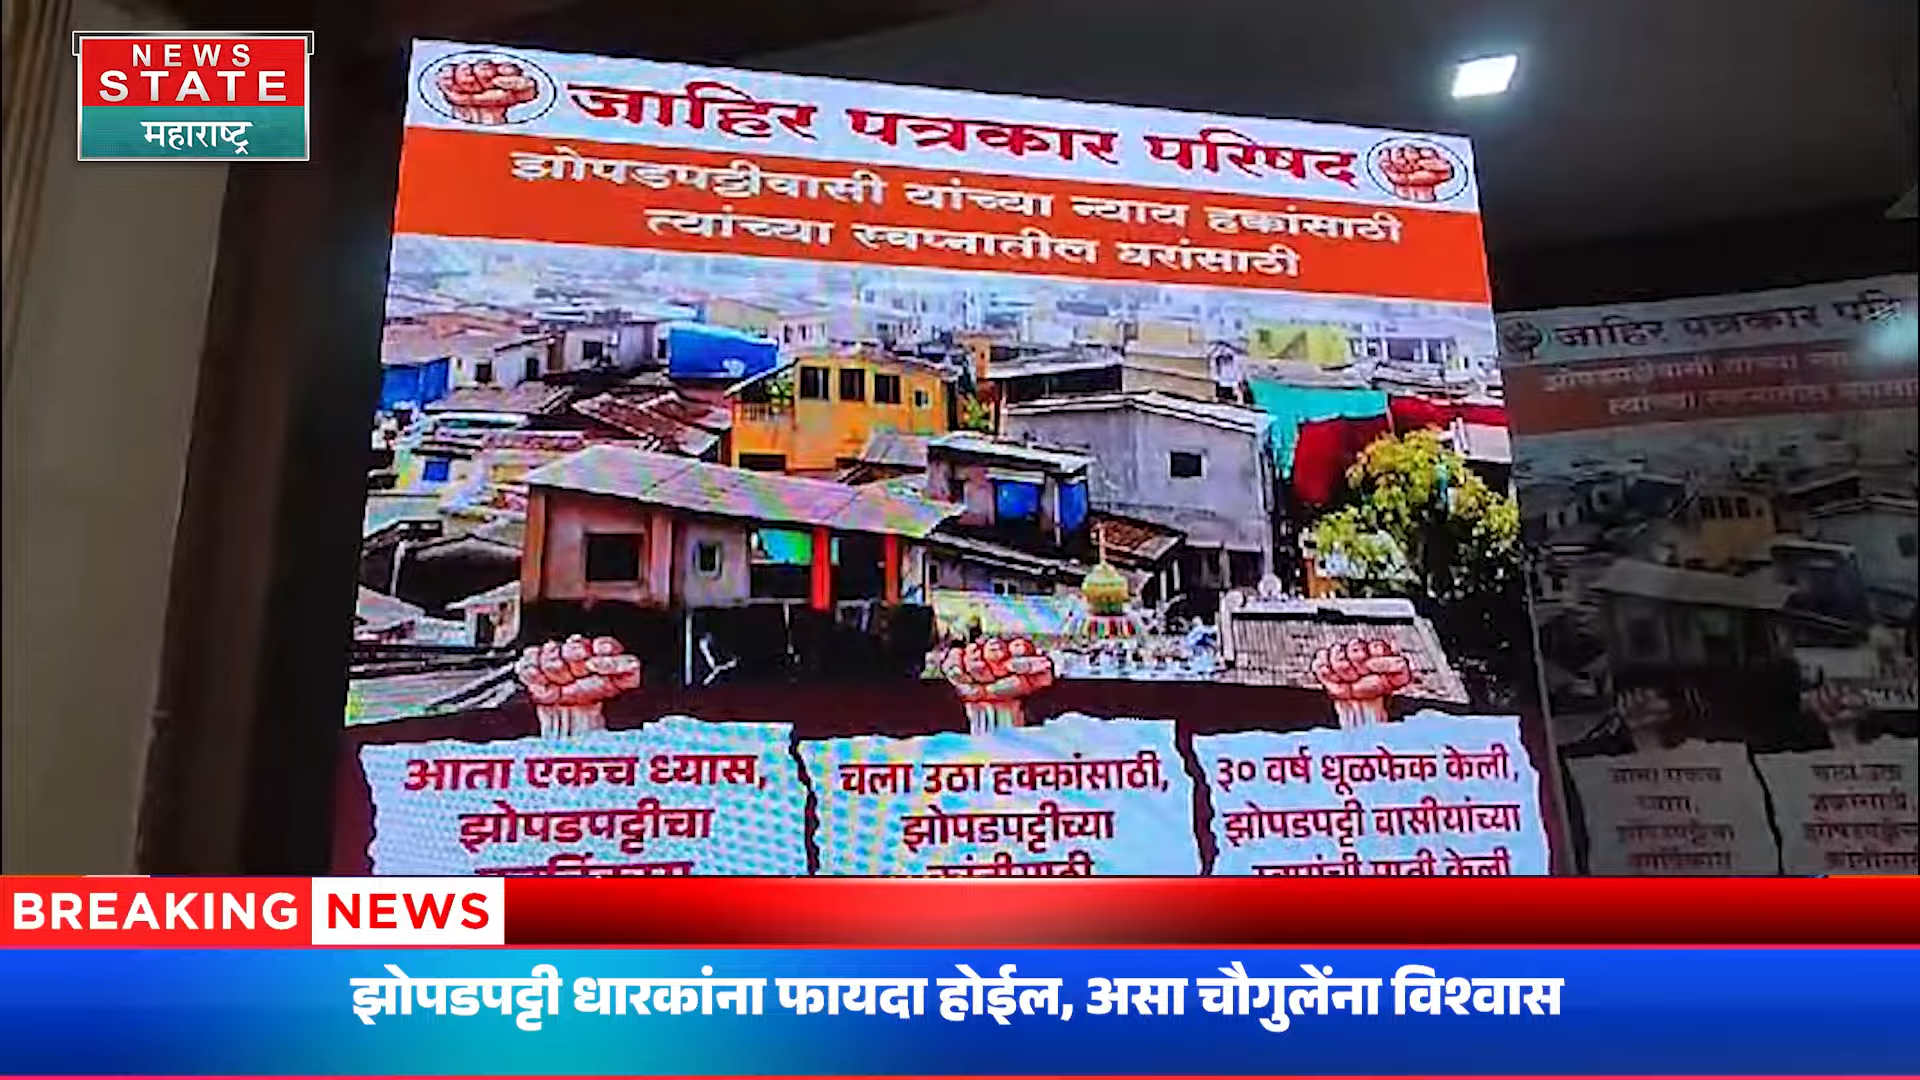 NEWS
STATE
महाराष्ट्र
जाहिर पत्रकार परिषद
झोपडपट्टीवासी यांच्या न्याय हक्कांसाठी
त्यांच्या स्वप्नातील घरांसाठी
आता एकच ध्यास,
झोपडपट्टीचा
चला उठा हक्कांसाठी,
झोपडपट्टीच्या
३० वर्ष धूळफेक केली,
झोपडपट्टी वासीयांच्या
जाहिर पत्रकार
BREAKING NEWS
झोपडपट्टी धारकांना फायदा होईल, असा चौगुलेंना विश्वास